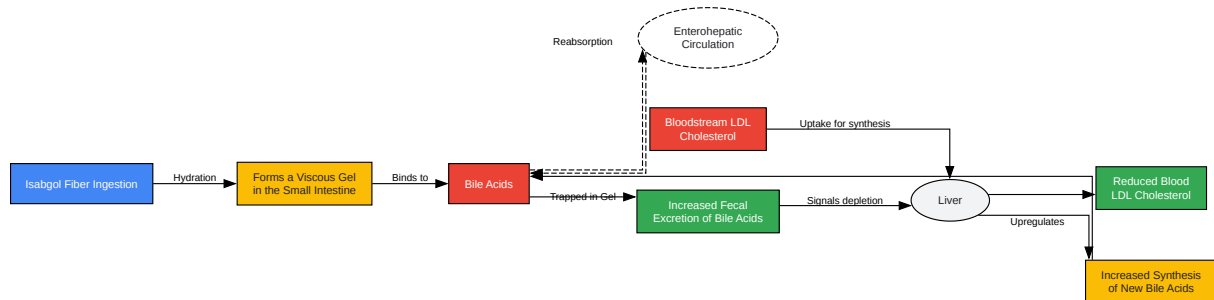 Enterohepatic
Circulation
Reabsorption
Bloodstream LDL
Cholesterol
Uptake for synthesis
Isabgol Fiber Ingestion
Hydration
Forms a Viscous Gel
in the Small Intestine
Binds to
Bile Acids
Trapped in Gel
Increased Fecal
Excretion of Bile Acids
Signals depletion
Liver
Reduced Blood
LDL Cholesterol
Upregulates
Increased Synthesis
of New Bile Acids